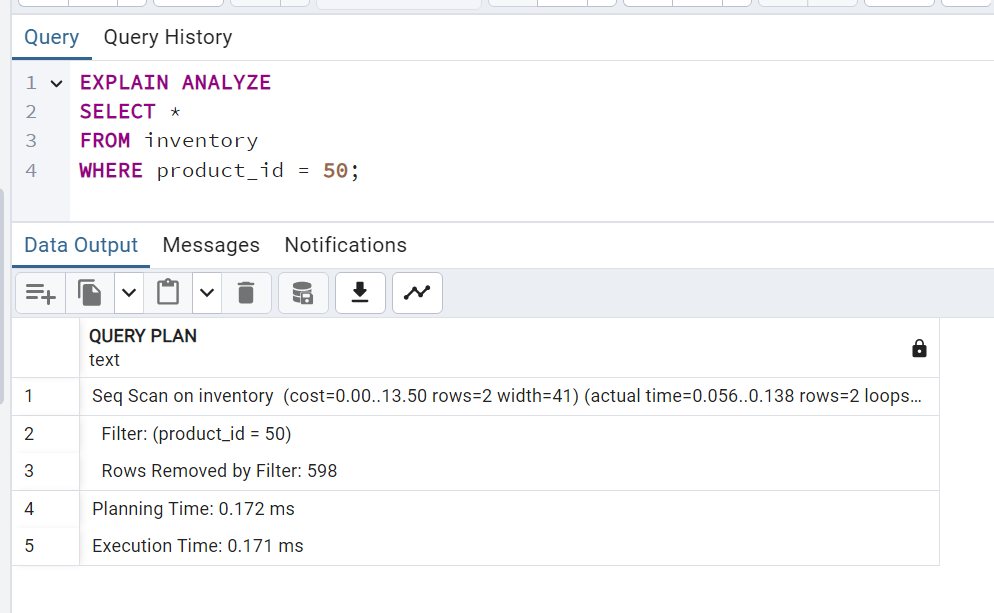 Query Query History
1 EXPLAIN ANALYZE
2 SELECT *
3 FROM inventory
4 WHERE product_id = 50;
Data Output Messages Notifications
QUERY PLAN
text
1 Seq Scan on inventory (cost=0.00..13.50 rows=2 width=41) (actual time=0.056..0.138 rows=2 loops...
2 Filter: (product_id = 50)
3 Rows Removed by Filter: 598
4 Planning Time: 0.172 ms
5 Execution Time: 0.171 ms